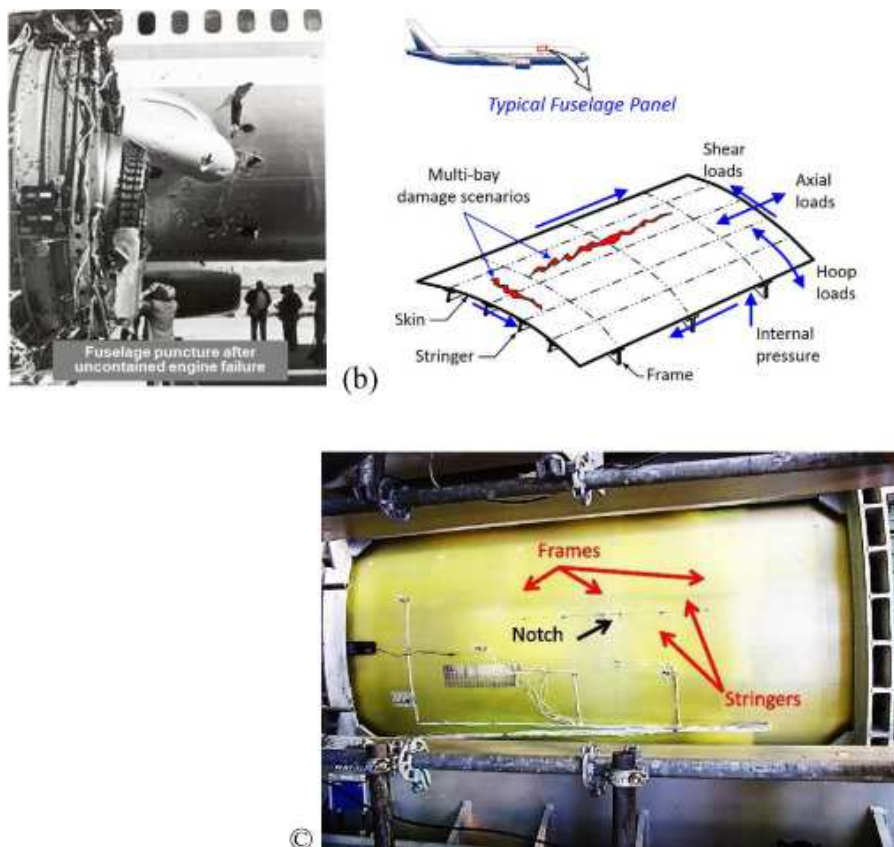 Fuselage puncture after
uncontained engine failure
(b)
Typical Fuselage Panel
Multi-bay
damage scenarios
Shear
loads
Axial
loads
Hoop
loads
Skin
Stringer
Internal
pressure
Frame
Frames
Notch
Stringers
©